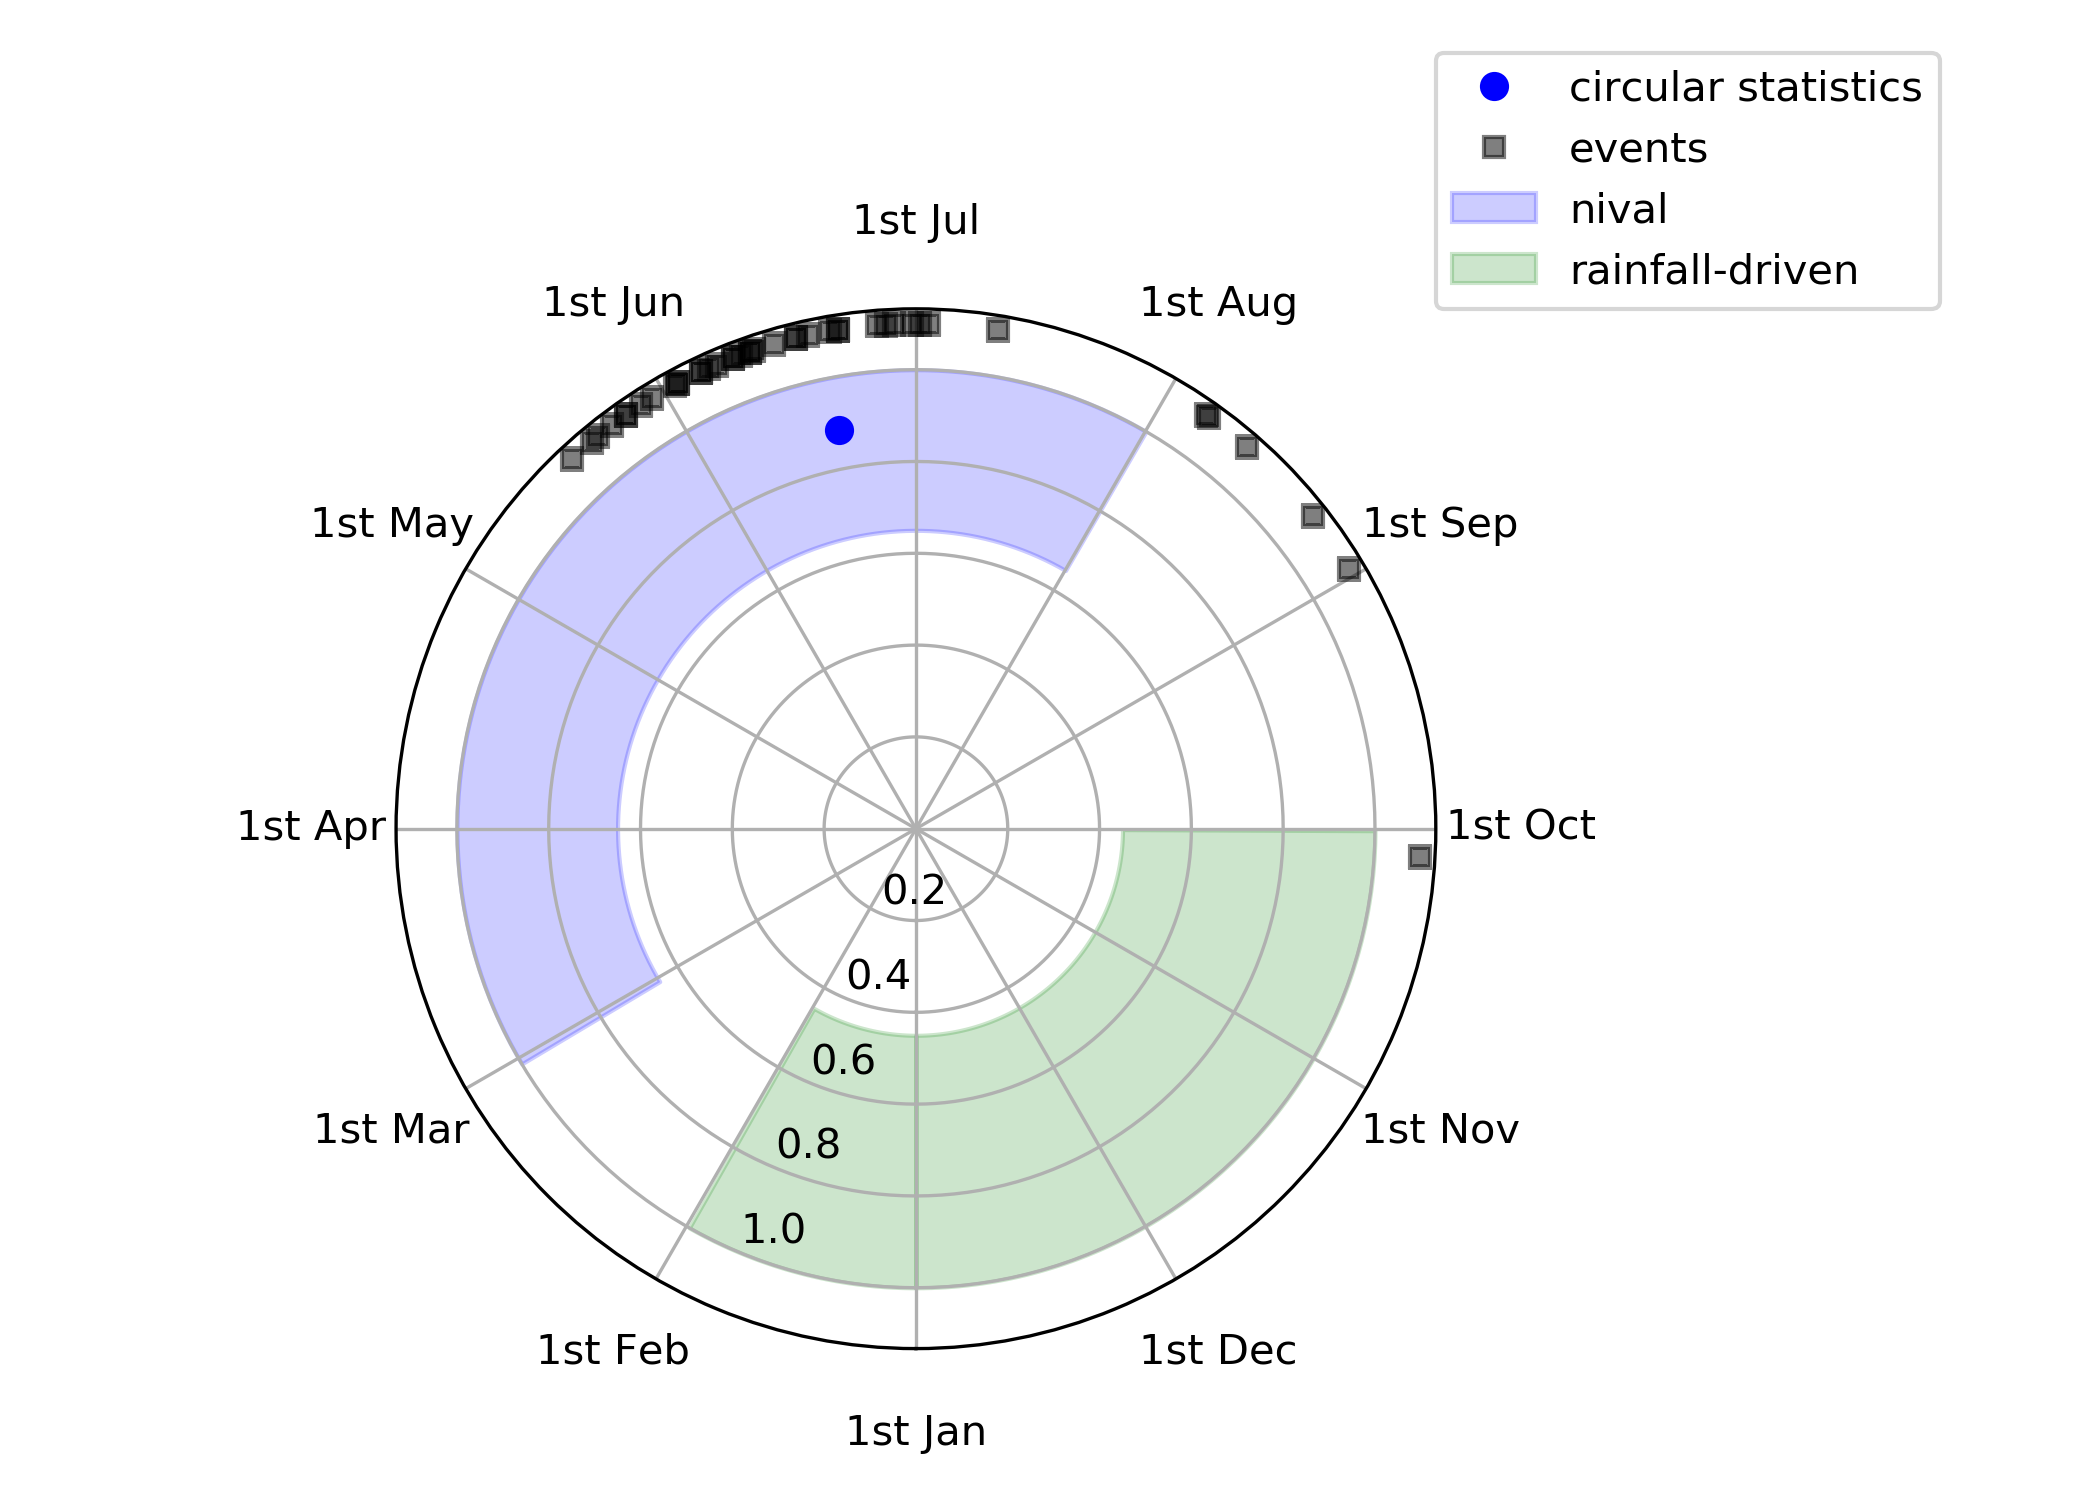 circular statistics
events
nival
rainfall-driven
1st Jul
1st Jun
1st Aug
1st May
1st Sep
1st Apr
1st Oct
0.2
0.4
0.6
0.8
1.0
1st Mar
1st Nov
1st Feb
1st Dec
1st Jan